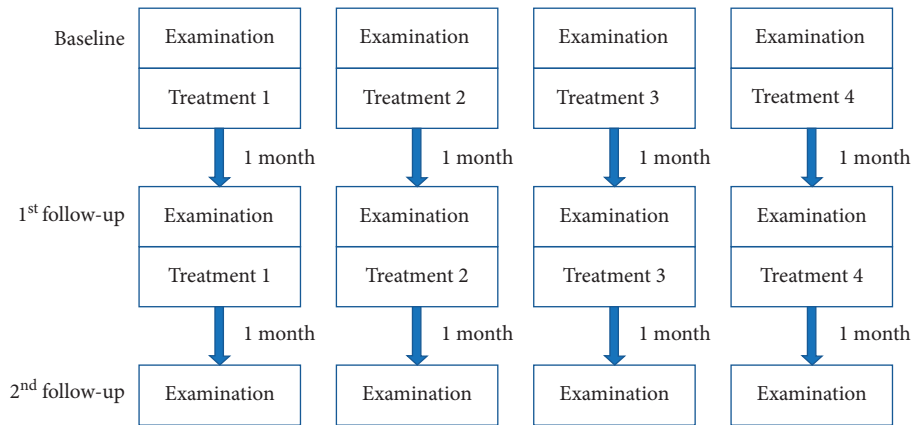 Baseline Examination Examination Examination Examination
Treatment 1 Treatment 2 Treatment 3 Treatment 4
1 month 1 month 1 month 1 month
1st follow-up Examination Examination Examination Examination
Treatment 1 Treatment 2 Treatment 3 Treatment 4
1 month 1 month 1 month 1 month
2nd follow-up Examination Examination Examination Examination